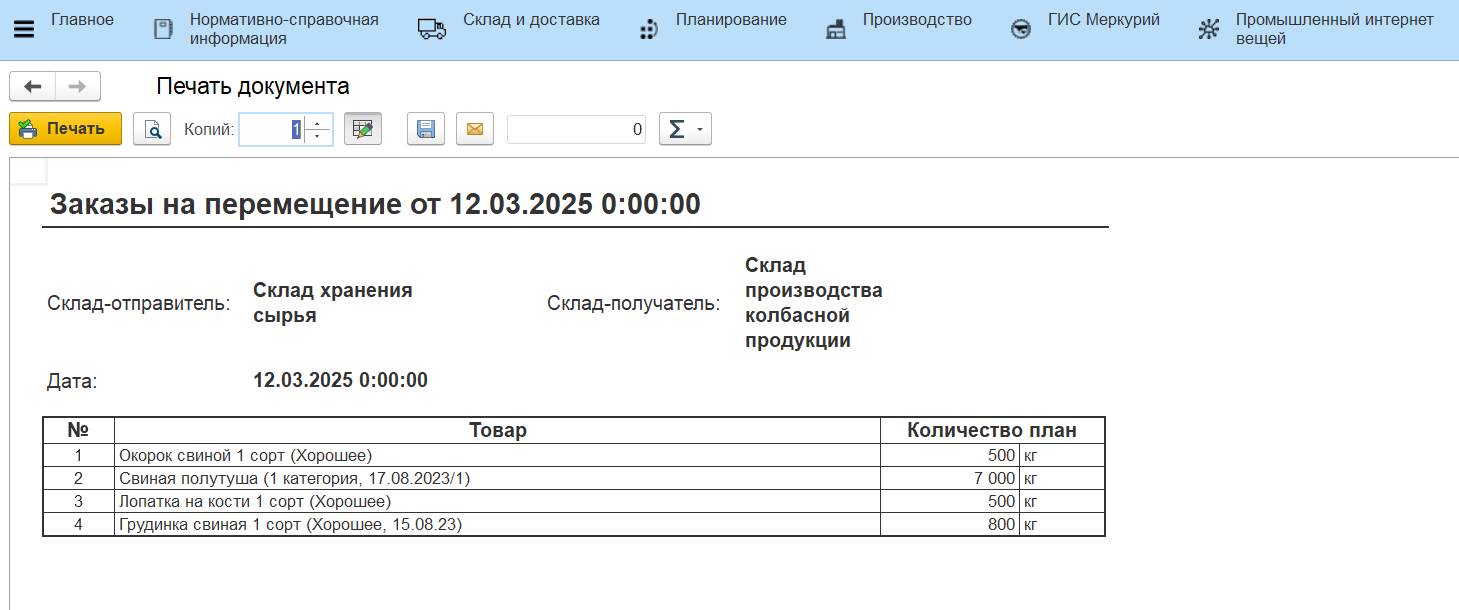 Главное
Нормативно-справочная
информация
Склад и доставка
Планирование
Производство
ГИС Меркурий
Промышленный интернет
вещей
Печать документа
Печать
Копий:
1
0
Σ
Заказы на перемещение от 12.03.2025 0:00:00
Склад-отправитель:
Склад хранения
сырья
Склад-получатель:
Склад
производства
колбасной
продукции
Дата:
12.03.2025 0:00:00
№ Товар Количество план
1 Окорок свиной 1 сорт (Хорошее) 500 кг
2 Свиная полутуша (1 категория, 17.08.2023/1) 7 000 кг
3 Лопатка на кости 1 сорт (Хорошее) 500 кг
4 Грудинка свиная 1 сорт (Хорошее, 15.08.23) 800 кг